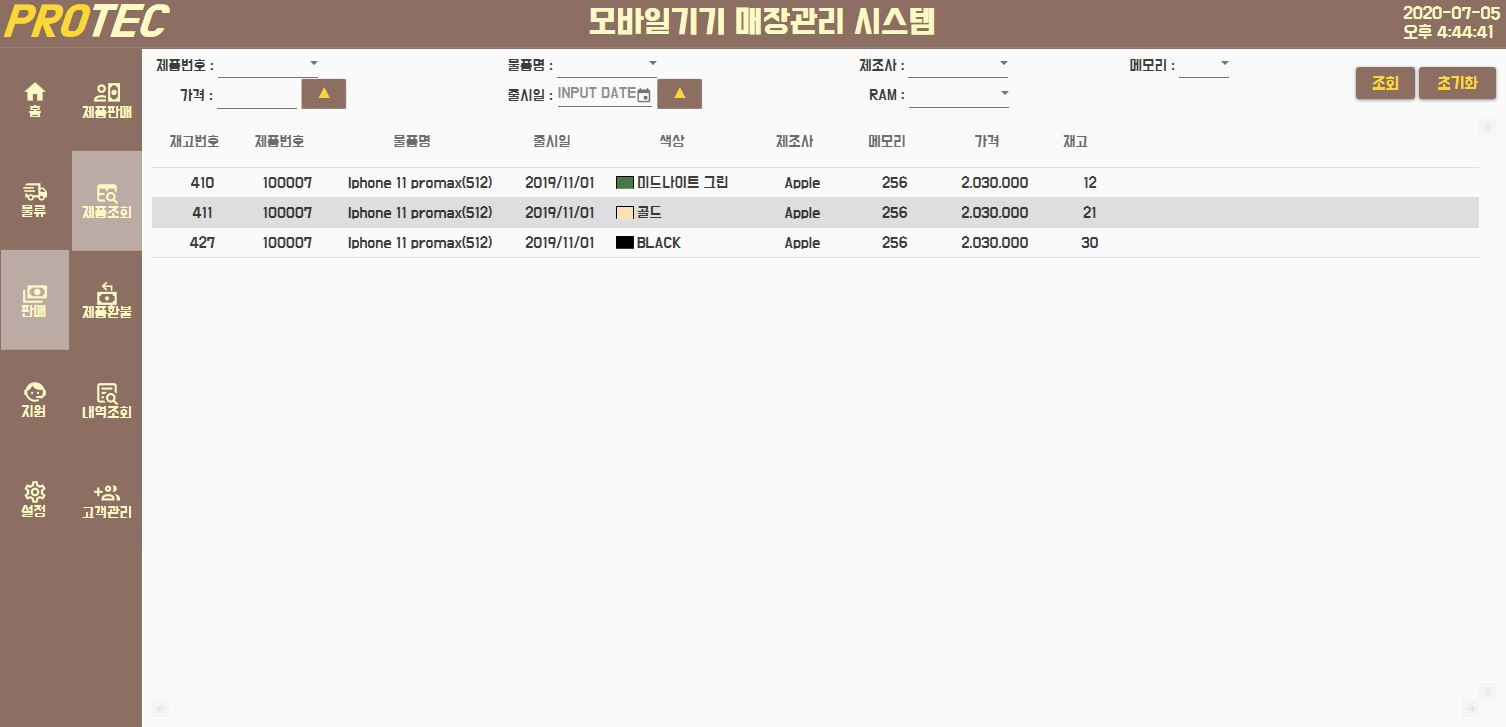 PROTEC
모바일기기 매장관리 시스템
2020-07-05
오후 4:44:41
홈
제품판매
물류
제품조회
판매
제품환불
지원
내역조회
설정
고객관리
제품번호 : 물품명 : 제조사 : 메모리 :
가격 : ▲ 출시일 : INPUT DATE ▲ RAM :
조회 초기화
재고번호 제품번호 물품명 출시일 색상 제조사 메모리 가격 재고
410 100007 Iphone 11 promax(512) 2019/11/01 미드나이트 그린 Apple 256 2.030.000 12
411 100007 Iphone 11 promax(512) 2019/11/01 골드 Apple 256 2.030.000 21
427 100007 Iphone 11 promax(512) 2019/11/01 BLACK Apple 256 2.030.000 30